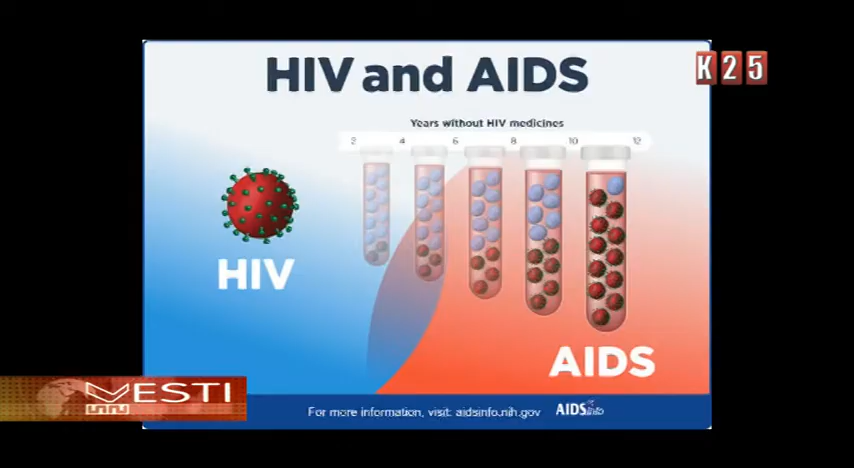 HIV and AIDS
K25
Years without HIV medicines
2 4 6 8 10 12
HIV
AIDS
VESTI
For more information, visit: aidsinfo.nih.gov
AIDSinfo